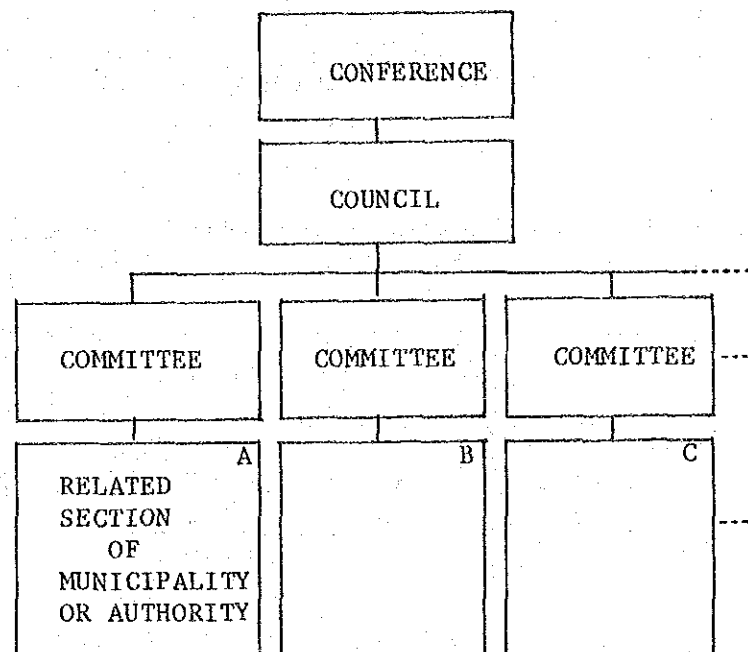 CONFERENCE
COUNCIL
COMMITTEE COMMITTEE COMMITTEE
A B C
RELATED
SECTION
OF
MUNICIPALITY
OR AUTHORITY